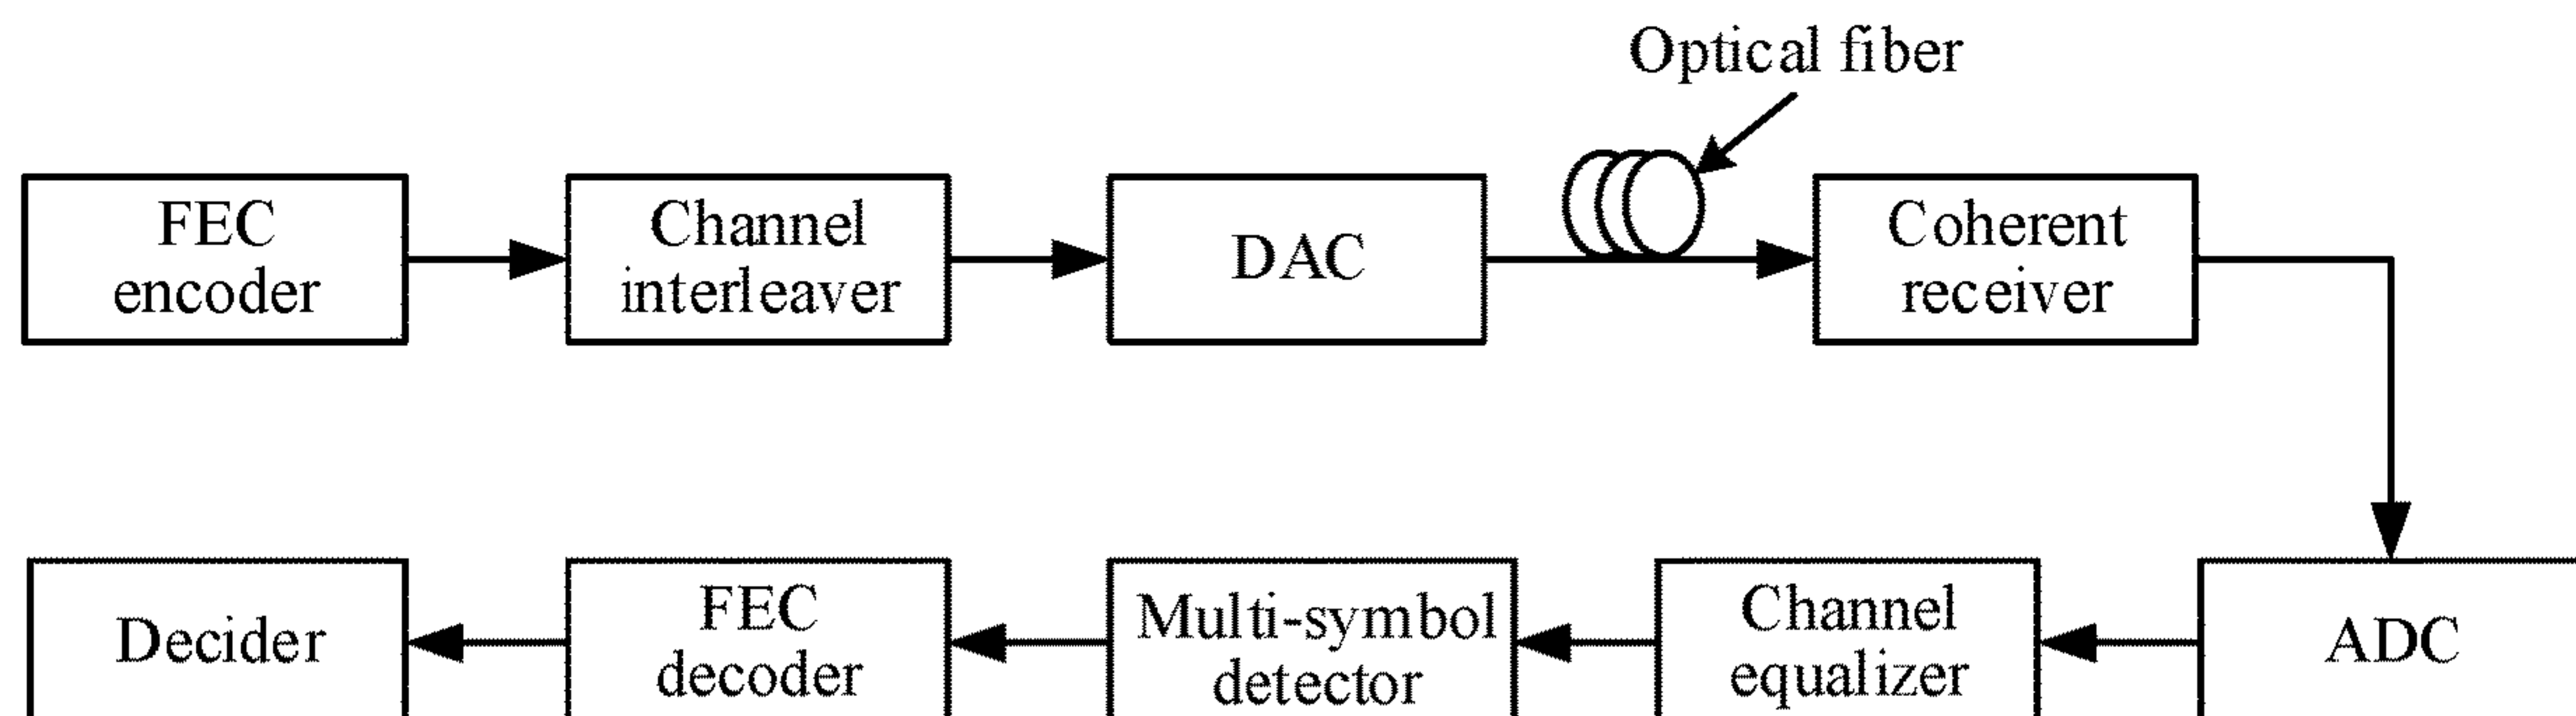 Optical fiber
FEC
encoder
Channel
interleaver
DAC
Coherent
receiver
Decider
FEC
decoder
Multi-symbol
detector
Channel
equalizer
ADC